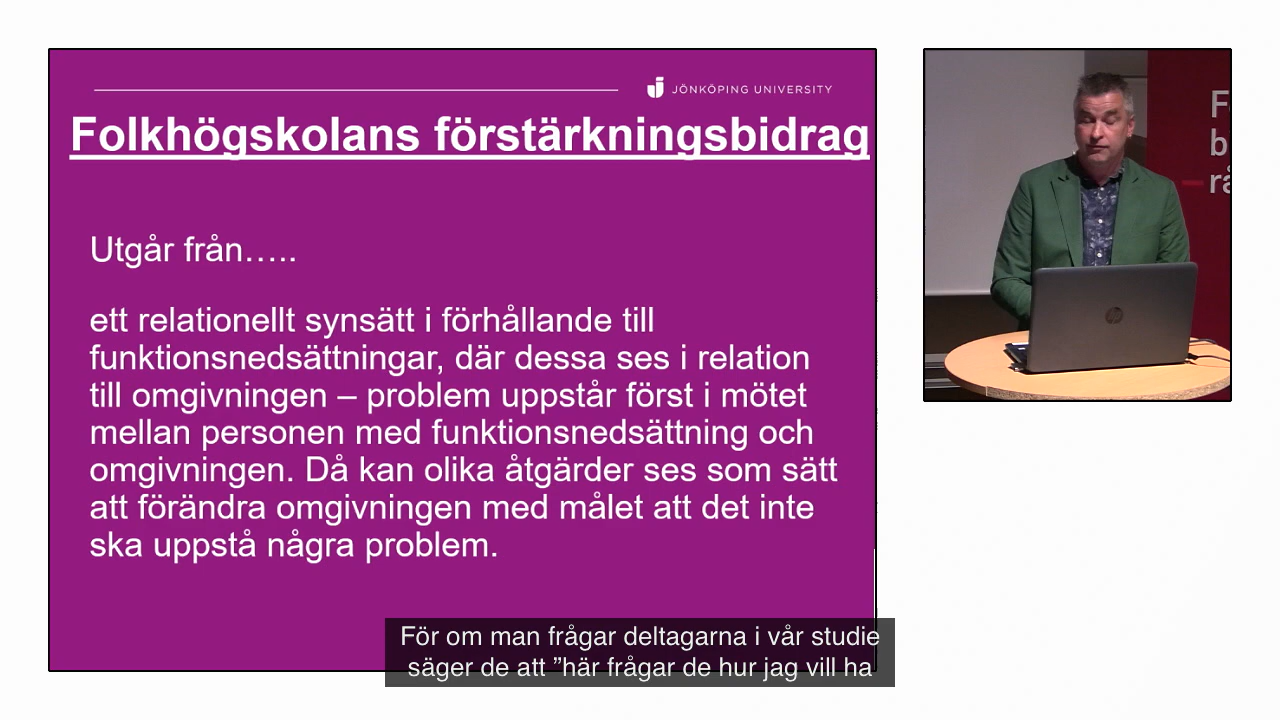 JÖNKÖPING UNIVERSITY
Folkhögskolans förstärkningsbidrag
Utgår från…..
ett relationellt synsätt i förhållande till
funktionsnedsättningar, där dessa ses i relation
till omgivningen – problem uppstår först i mötet
mellan personen med funktionsnedsättning och
omgivningen. Då kan olika åtgärder ses som sätt
att förändra omgivningen med målet att det inte
ska uppstå några problem.
För om man frågar deltagarna i vår studie
säger de att ”här frågar de hur jag vill ha
F
b
rå
hp